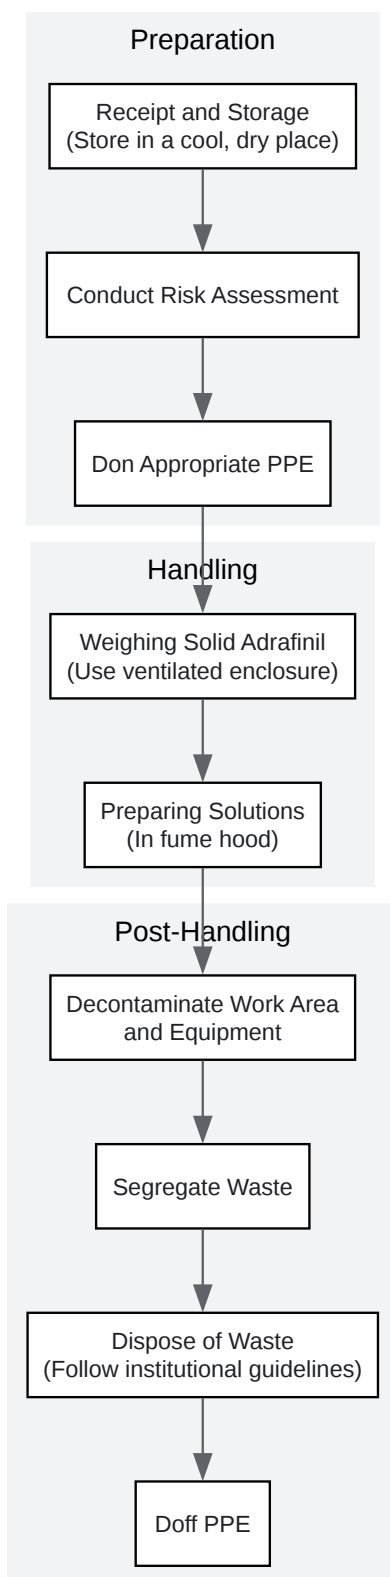 Preparation
Receipt and Storage
(Store in a cool, dry place)
Conduct Risk Assessment
Don Appropriate PPE
Handling
Weighing Solid Adrafinil
(Use ventilated enclosure)
Preparing Solutions
(In fume hood)
Post-Handling
Decontaminate Work Area
and Equipment
Segregate Waste
Dispose of Waste
(Follow institutional guidelines)
Doff PPE